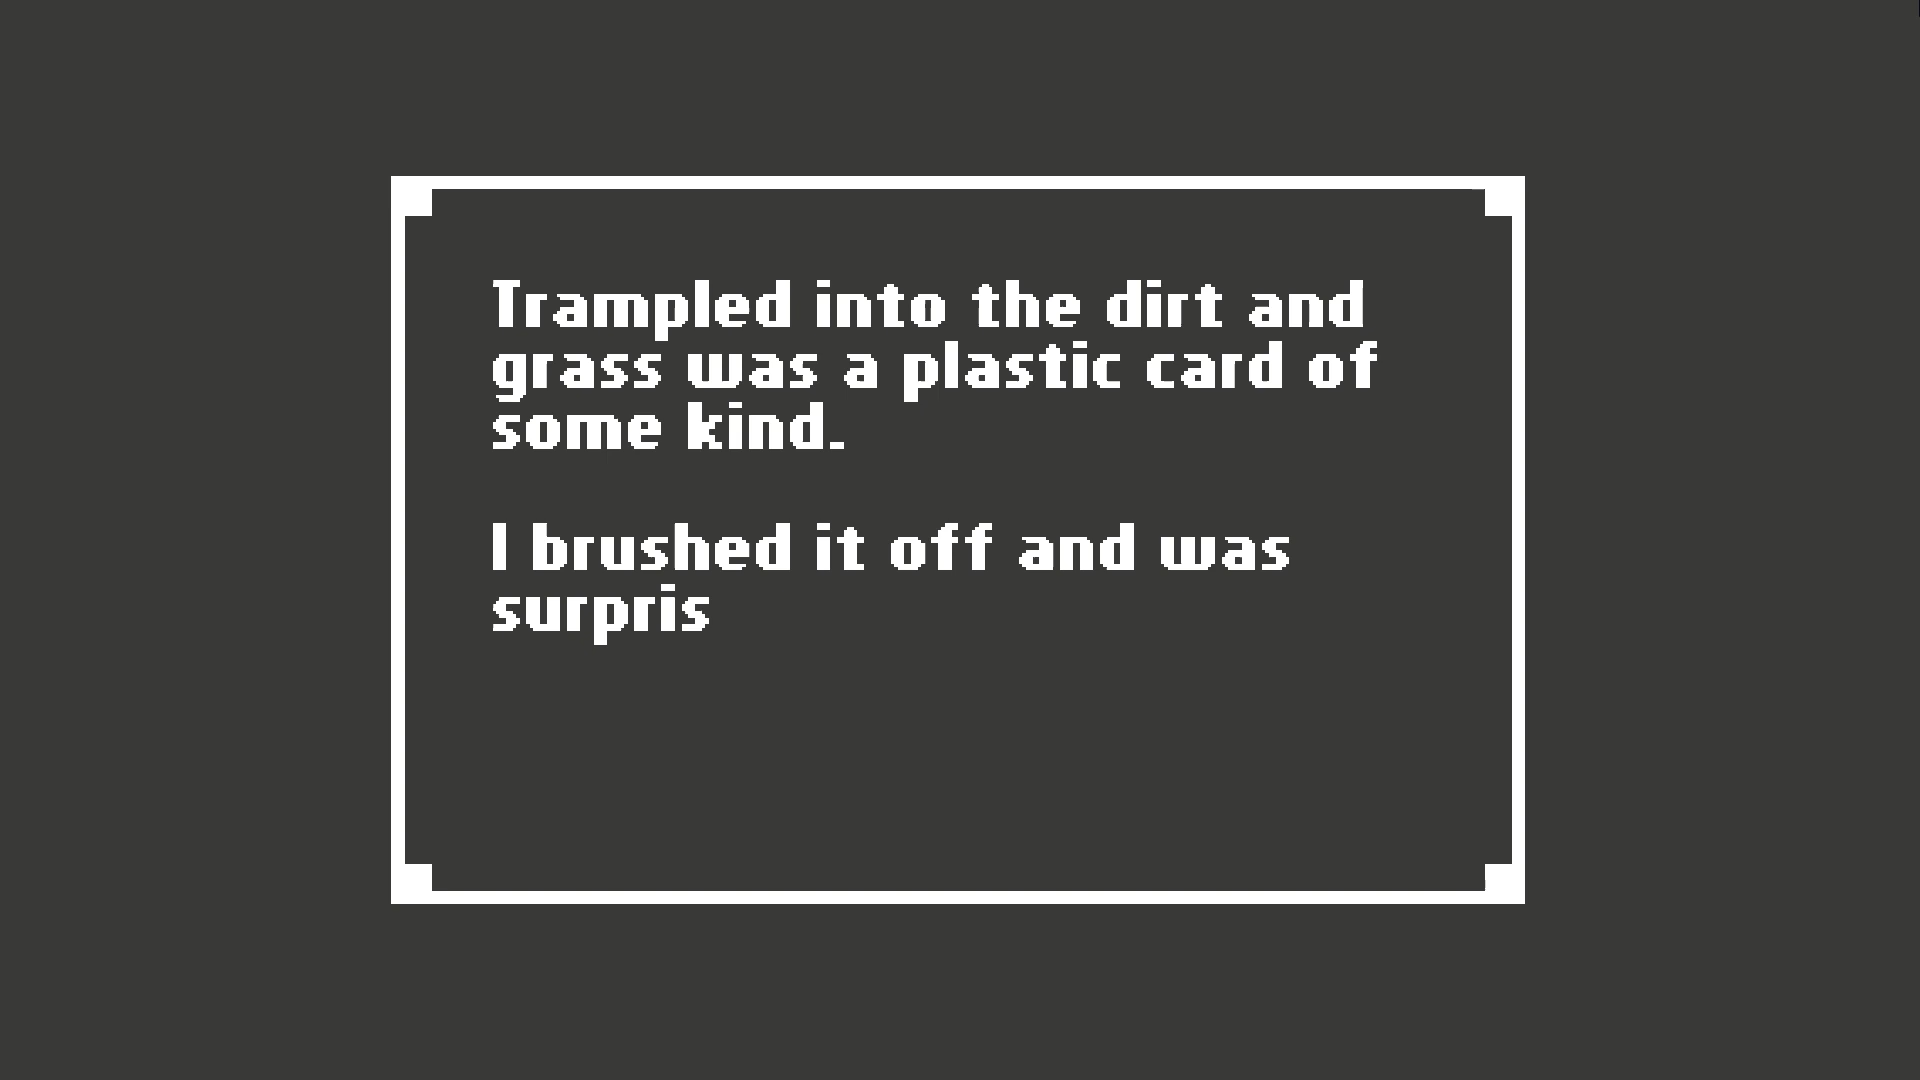 Trampled into the dirt and
grass was a plastic card of
some kind.
I brushed it off and was
surpris